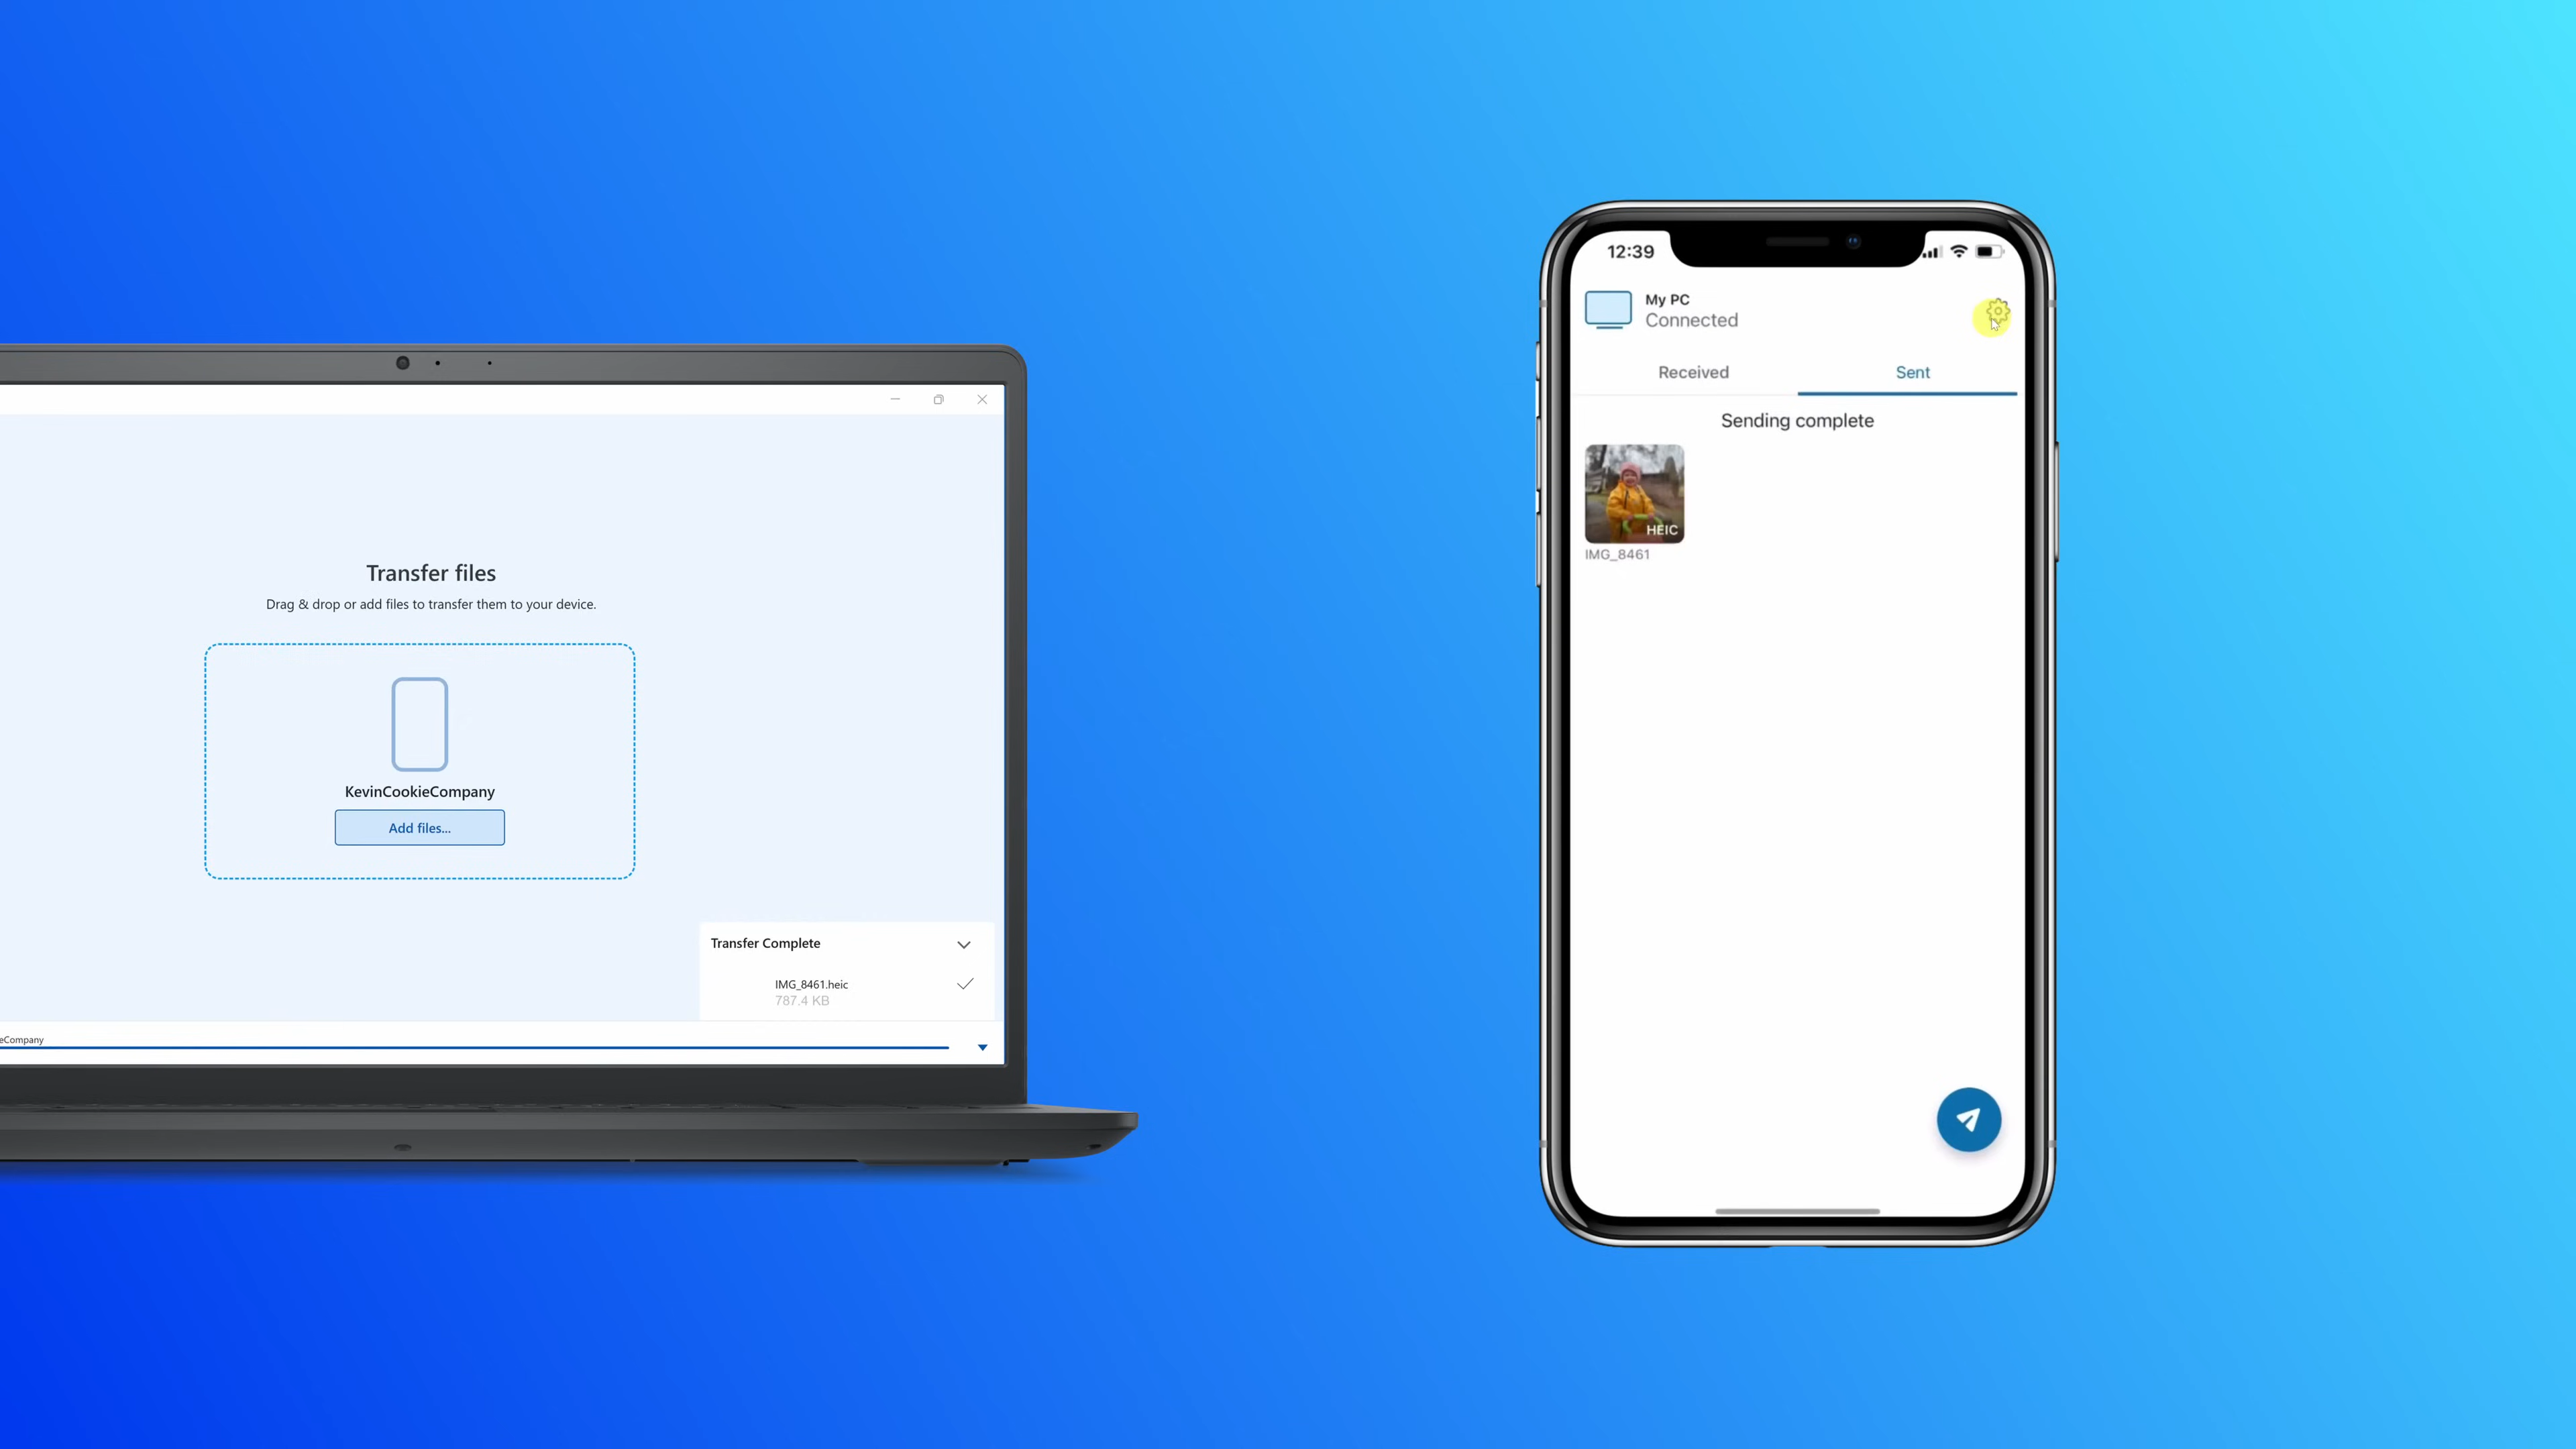 Transfer files
Drag & drop or add files to transfer them to your device.
KevinCookieCompany
Add files...
Transfer Complete
IMG_8461.heic
787.4 KB
eCompany
12:39
My PC
Connected
Received
Sent
Sending complete
HEIC
IMG_8461